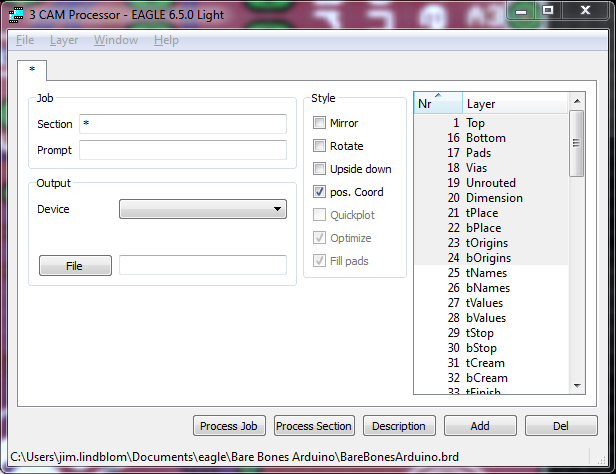 3 CAM Processor - EAGLE 6.5.0 Light
File Layer Window Help
*
Job
Section *
Prompt
Output
Device
File
Style
Mirror
Rotate
Upside down
pos. Coord
Quickplot
Optimize
Fill pads
Nr Layer
1 Top
16 Bottom
17 Pads
18 Vias
19 Unrouted
20 Dimension
21 tPlace
22 bPlace
23 tOrigins
24 bOrigins
25 tNames
26 bNames
27 tValues
28 bValues
29 tStop
30 bStop
31 tCream
32 bCream
33 tFinish
Process Job Process Section Description Add Del
C:\Users\jim.lindblom\Documents\eagle\Bare Bones Arduino\BareBonesArduino.brd